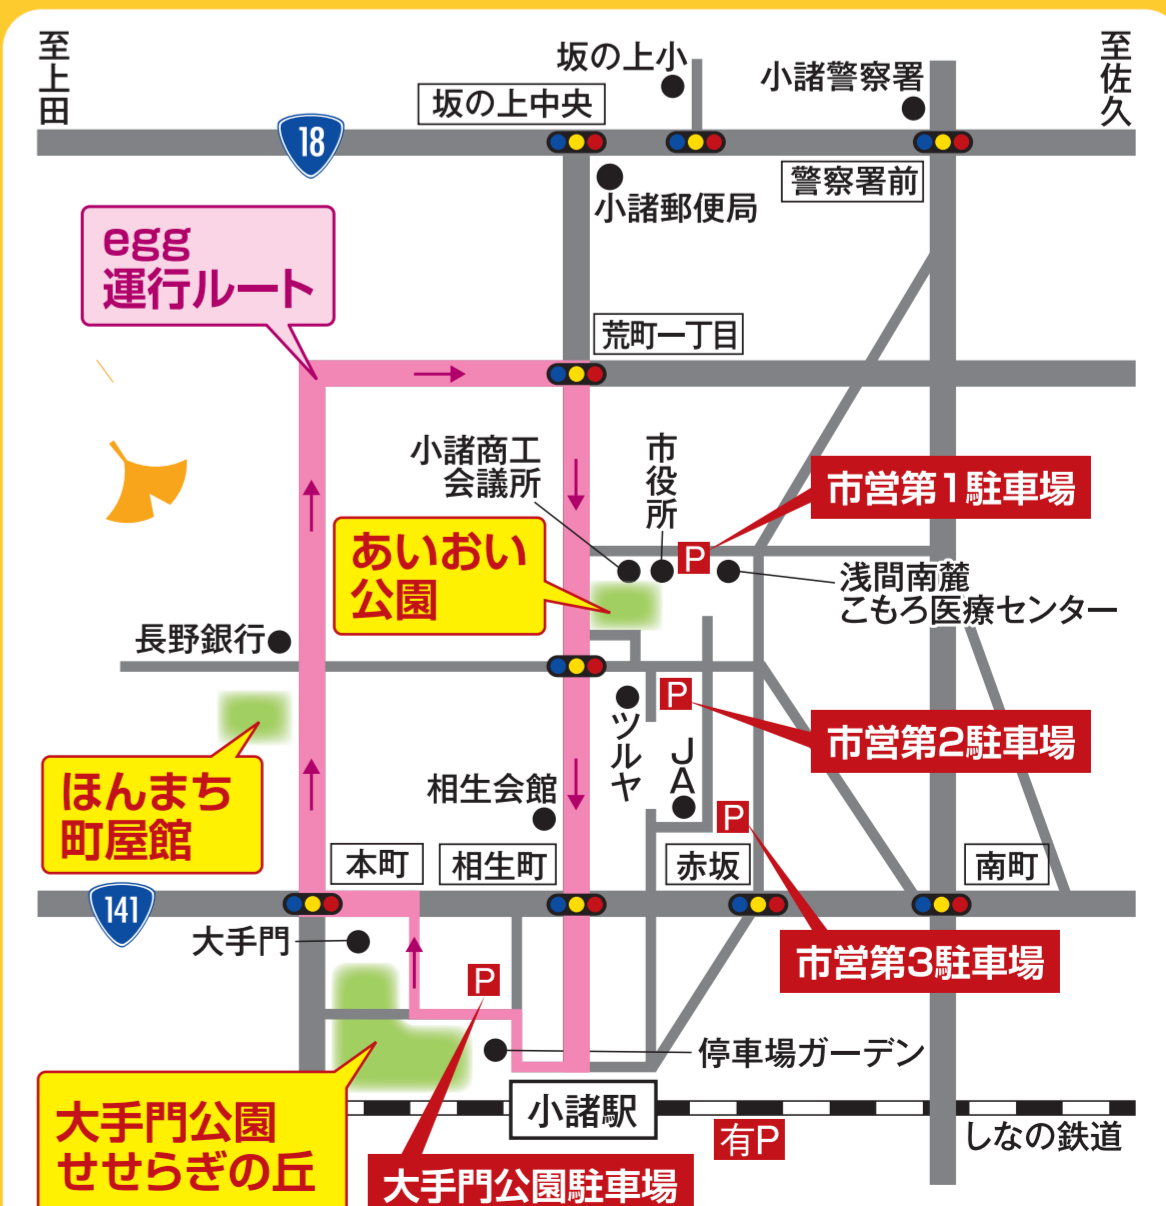 至上田
坂の上小
小諸警察署
至佐久
坂の上中央
18
警察署前
小諸郵便局
egg
運行ルート
荒町一丁目
小諸商工
会議所
市役所
市営第1駐車場
P
あいおい
公園
浅間南麓
こもろ医療センター
長野銀行
P
ツルヤ
市営第2駐車場
JA
ほんまち
町屋館
相生会館
P
本町
相生町
赤坂
南町
141
大手門
市営第3駐車場
P
停車場ガーデン
大手門公園
せせらぎの丘
小諸駅
有P
しなの鉄道
大手門公園駐車場